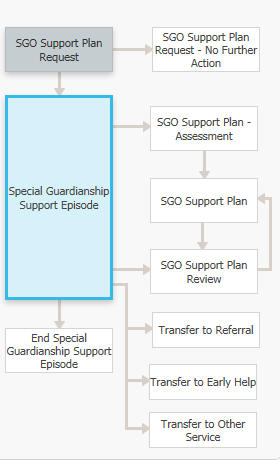 SGO Support Plan
Request
SGO Support Plan
Request - No Further
Action
Special Guardianship
Support Episode
SGO Support Plan -
Assessment
SGO Support Plan
SGO Support Plan
Review
End Special
Guardianship Support
Episode
Transfer to Referral
Transfer to Early Help
Transfer to Other
Service